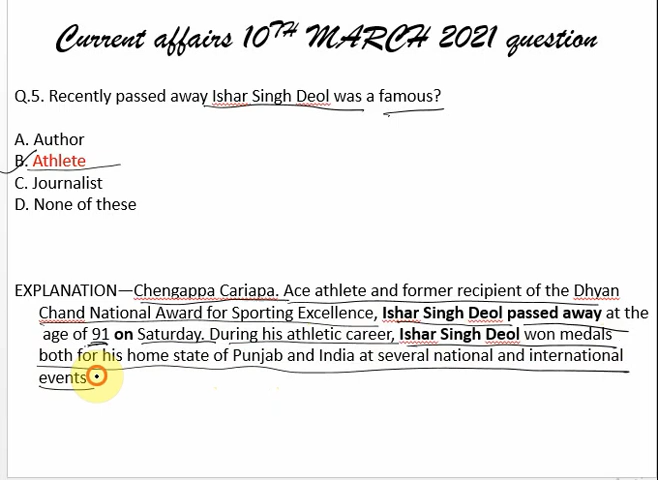 Current affairs 10TH MARCH 2021 question
Q.5. Recently passed away Ishar Singh Deol was a famous?
A. Author
B. Athlete
C. Journalist
D. None of these
EXPLANATION—Chengappa Cariapa. Ace athlete and former recipient of the Dhyan
Chand National Award for Sporting Excellence, Ishar Singh Deol passed away at the
age of 91 on Saturday. During his athletic career, Ishar Singh Deol won medals
both for his home state of Punjab and India at several national and international
events